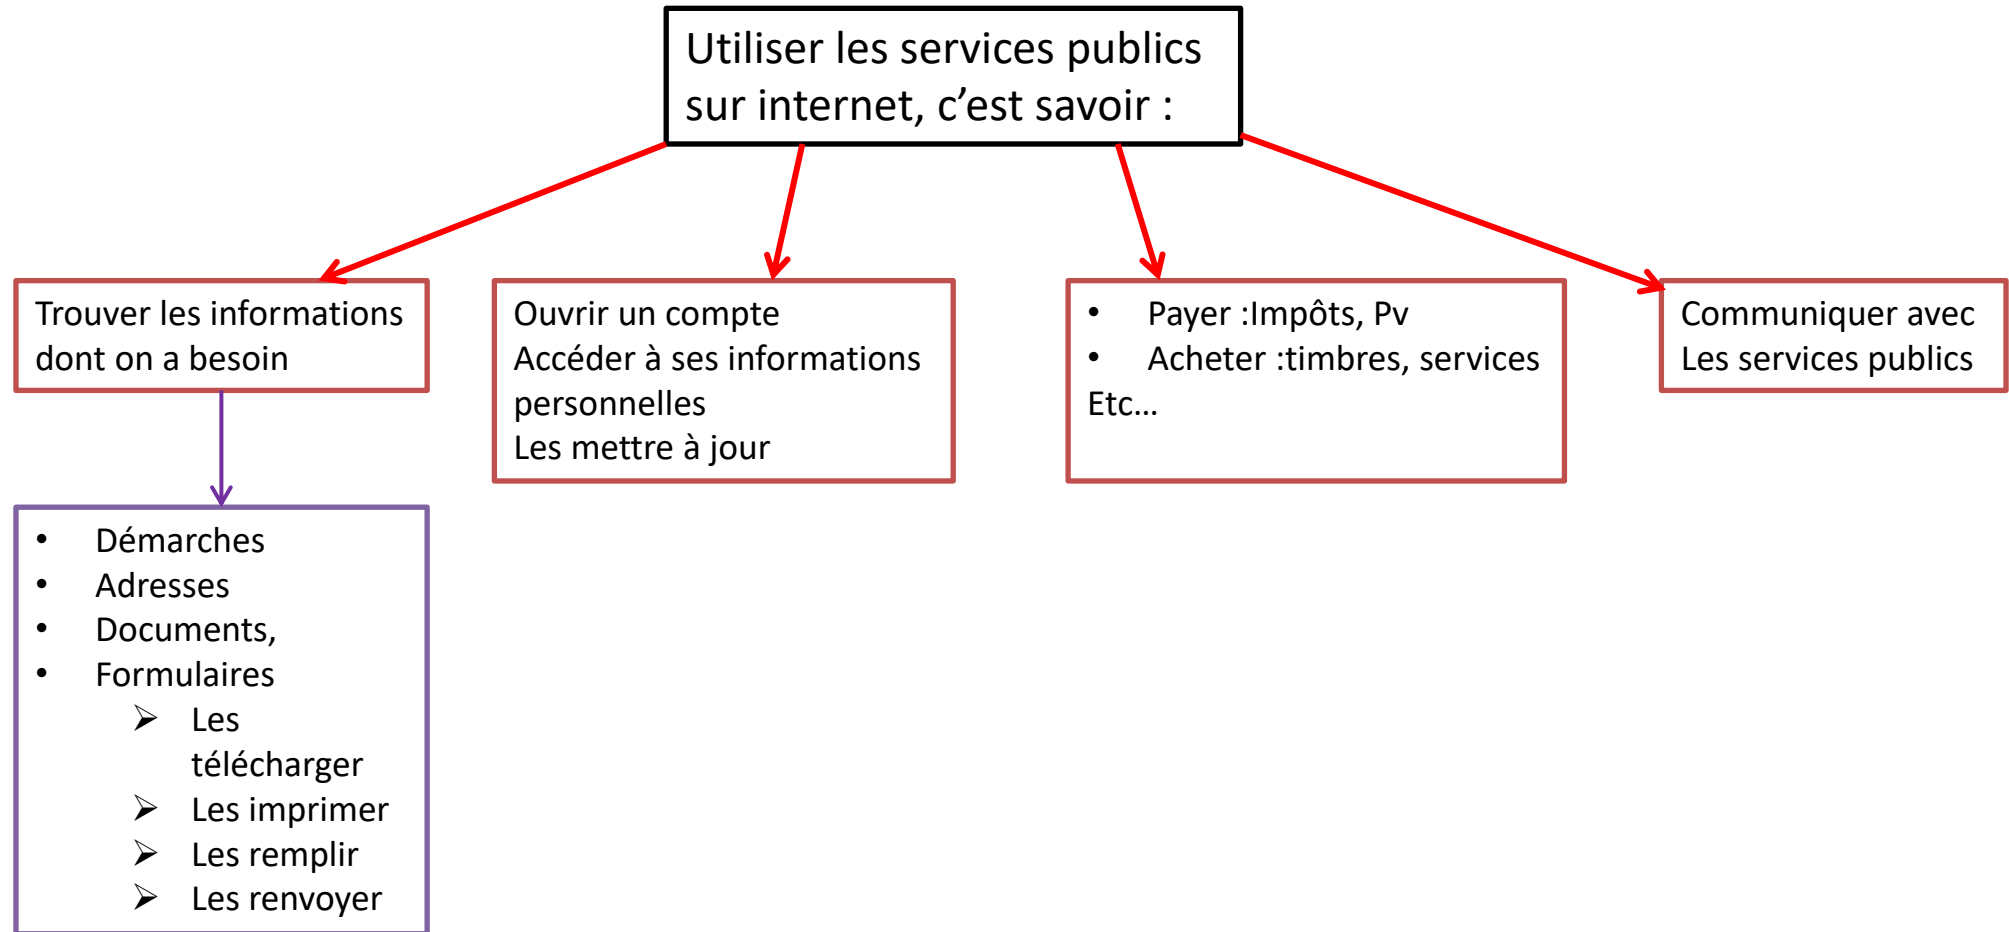 Utiliser les services publics
sur internet, c’est savoir :
Trouver les informations
dont on a besoin
Ouvrir un compte
Accéder à ses informations
personnelles
Les mettre à jour
• Payer :Impôts, Pv
• Acheter :timbres, services
Etc…
Communiquer avec
Les services publics
• Démarches
• Adresses
• Documents,
• Formulaires
➢ Les
télécharger
➢ Les imprimer
➢ Les remplir
➢ Les renvoyer